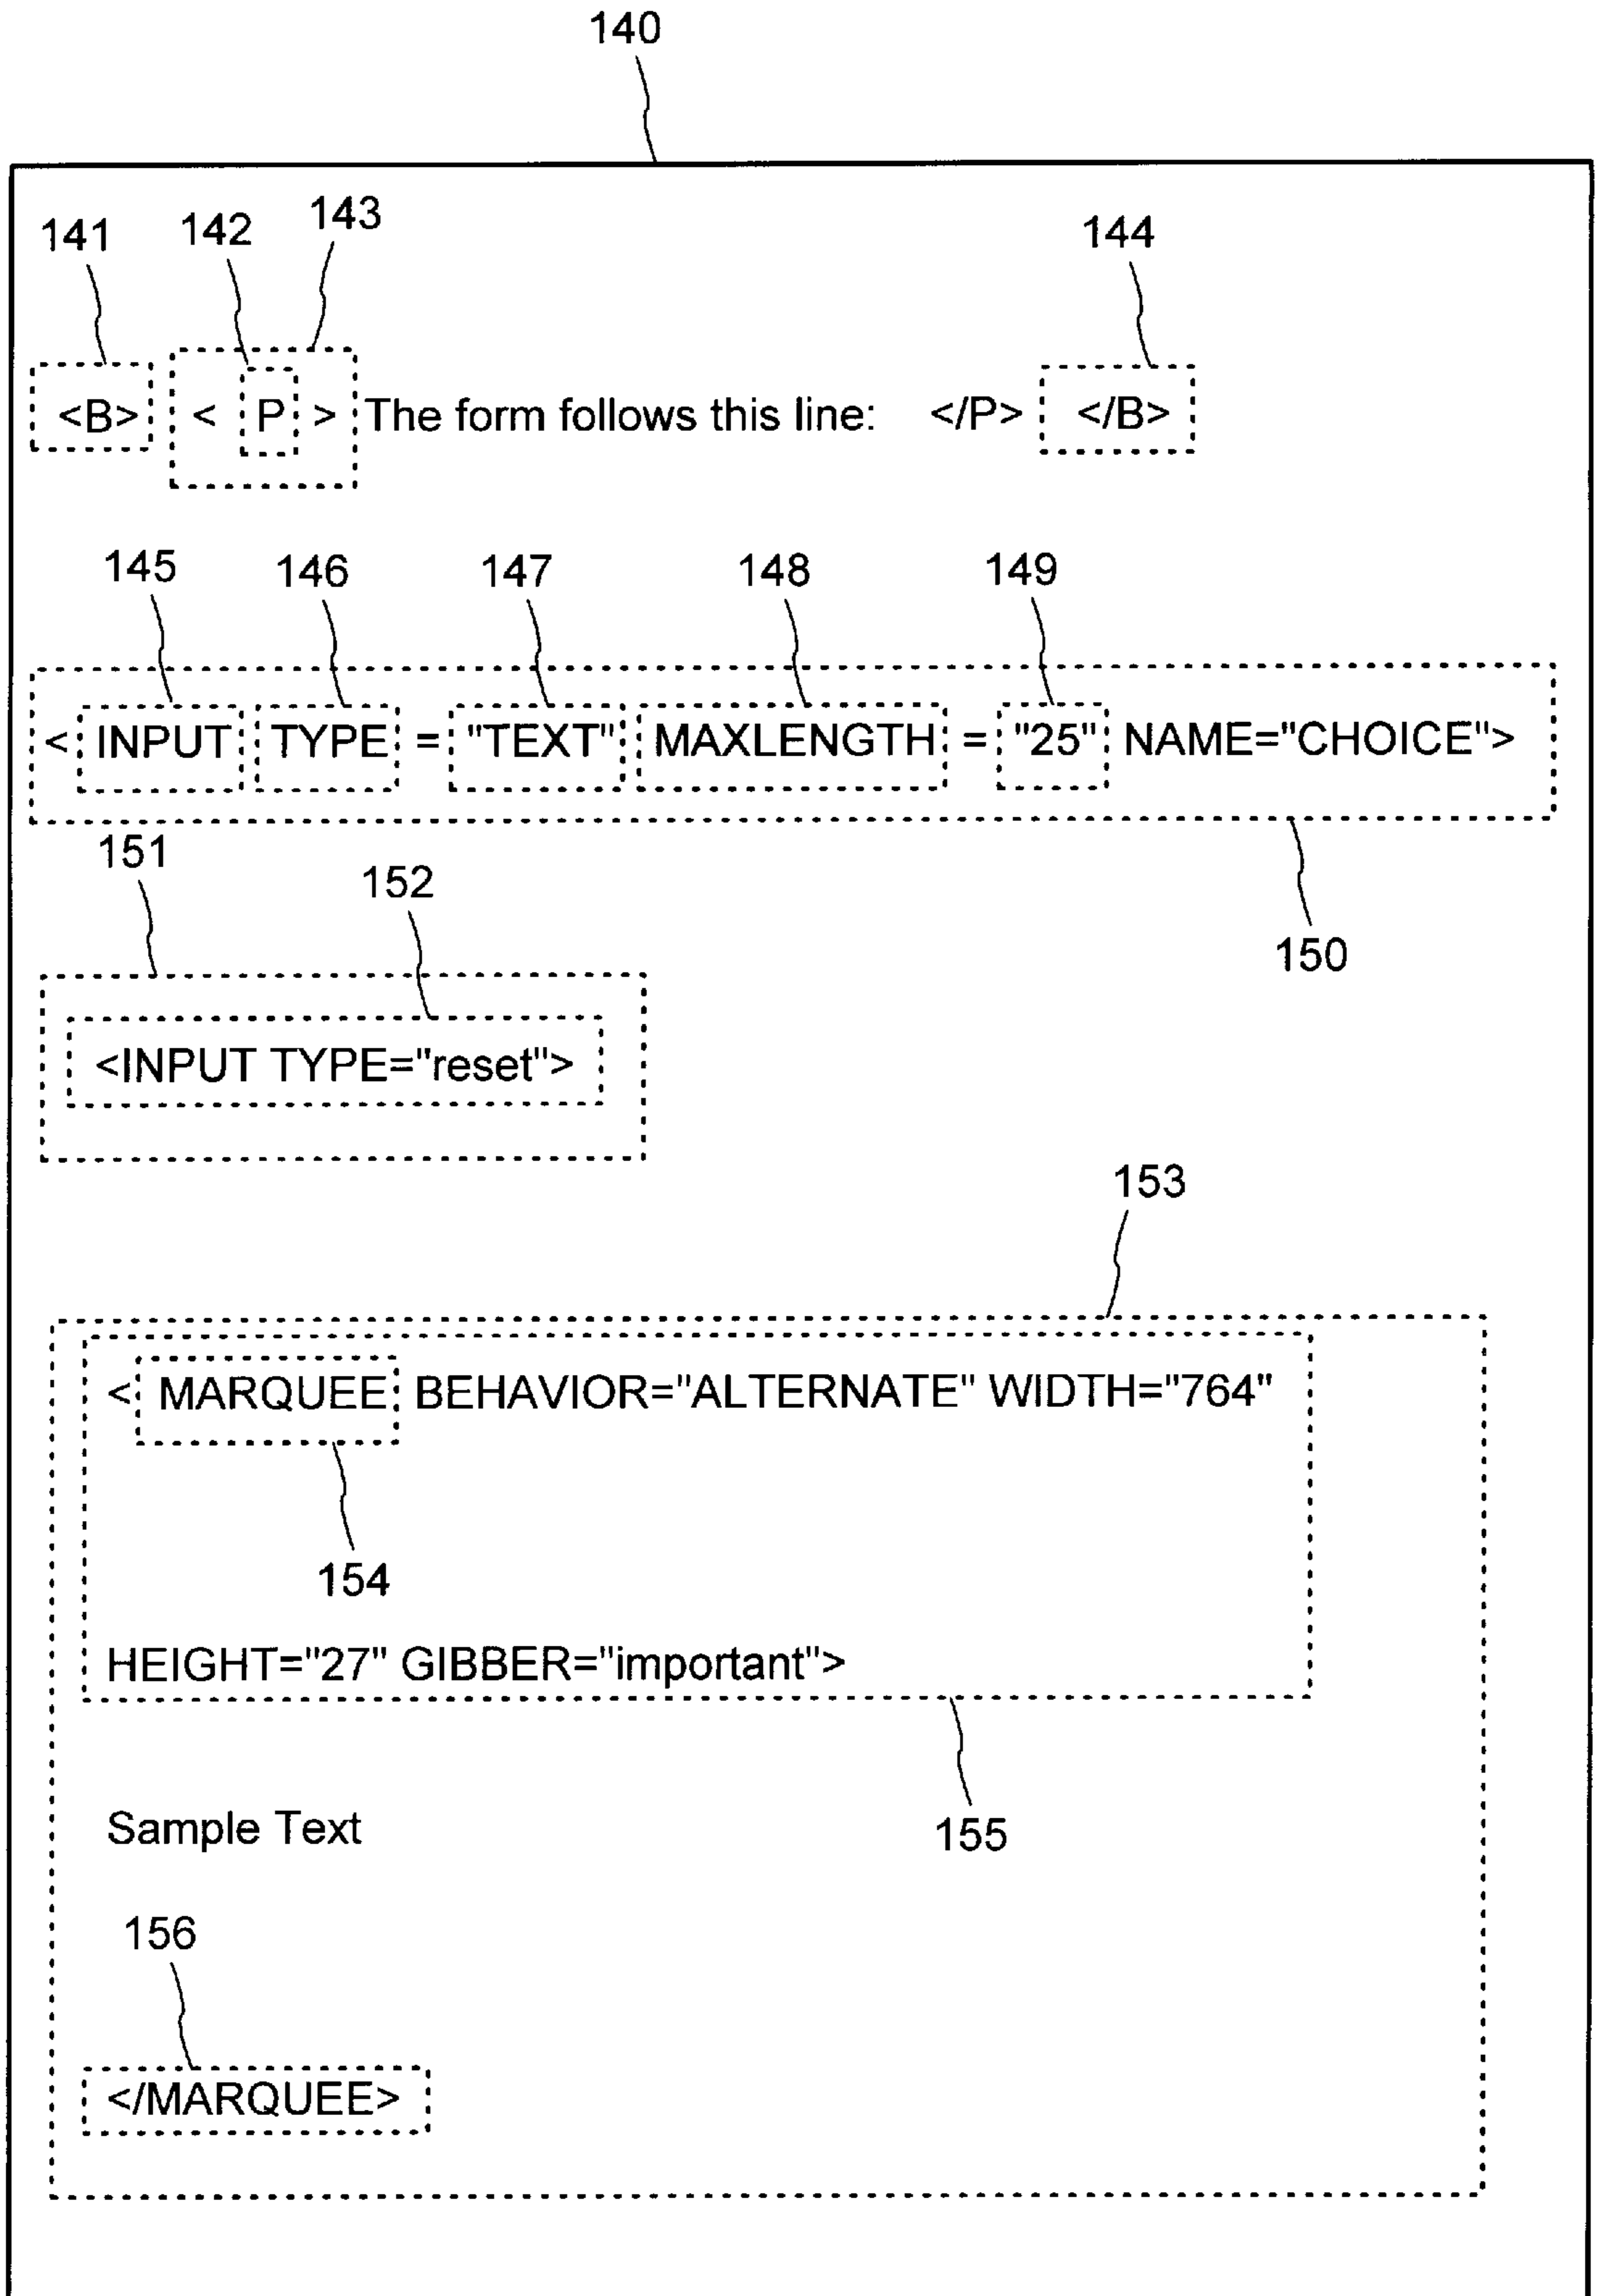 140
141 142 143 144
<B> < P > The form follows this line: </P> </B>
145 146 147 148 149
< INPUT TYPE = "TEXT" MAXLENGTH = "25" NAME="CHOICE">
150
151
152
<INPUT TYPE="reset">
153
< MARQUEE BEHAVIOR="ALTERNATE" WIDTH="764"
154
HEIGHT="27" GIBBER="important">
155
Sample Text
156
</MARQUEE>